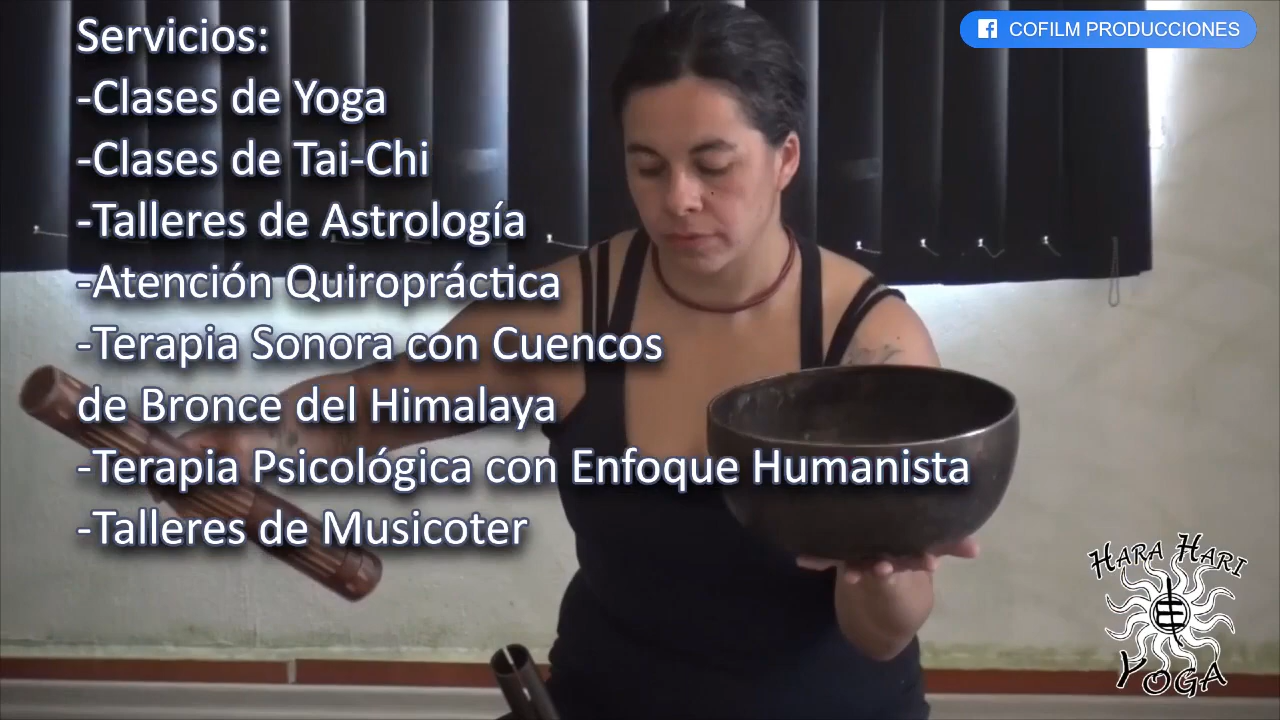 Servicios:
-Clases de Yoga
-Clases de Tai-Chi
-Talleres de Astrología
-Atención Quiropráctica
-Terapia Sonora con Cuencos
de Bronce del Himalaya
-Terapia Psicológica con Enfoque Humanista
-Talleres de Musicoter
COFILM PRODUCCIONES
HARA HARI
YOGA